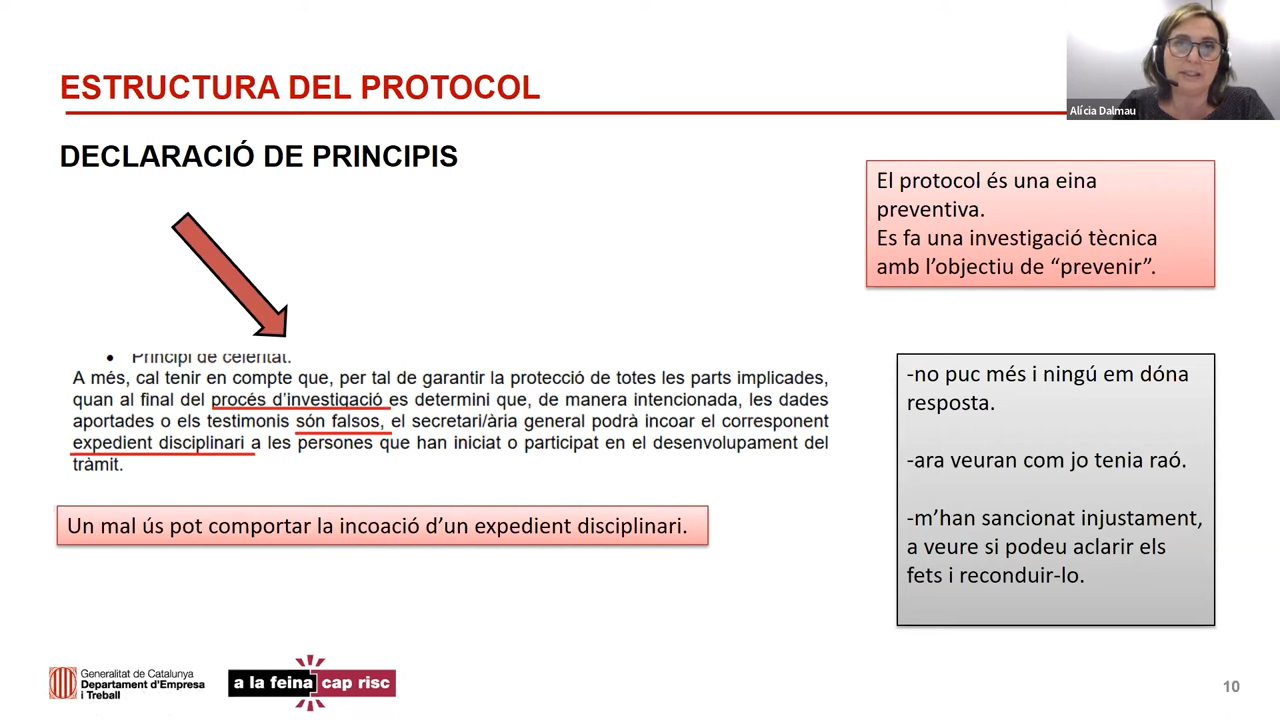 ESTRUCTURA DEL PROTOCOL
Alícia Dalmau
DECLARACIÓ DE PRINCIPIS
El protocol és una eina
preventiva.
Es fa una investigació tècnica
amb l'objectiu de “prevenir”.
• Principi de celeritat.
A més, cal tenir en compte que, per tal de garantir la protecció de totes les parts implicades,
quan al final del procés d'investigació es determini que, de manera intencionada, les dades
aportades o els testimonis són falsos, el secretari/ària general podrà incoar el corresponent
expedient disciplinari a les persones que han iniciat o participat en el desenvolupament del
tràmit.
Un mal ús pot comportar la incoació d'un expedient disciplinari.
-no puc més i ningú em dóna
resposta.
-ara veuran com jo tenia raó.
-m'han sancionat injustament,
a veure si podeu aclarir els
fets i reconduir-lo.
Generalitat de Catalunya
Departament d'Empresa
i Treball
a la feina cap risc
10